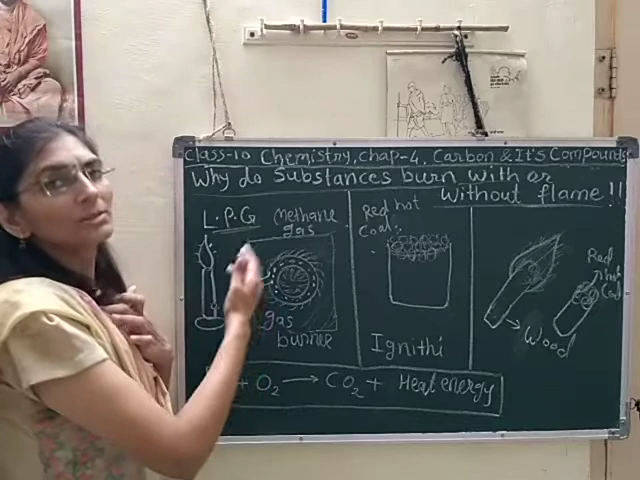 Class-10 Chemistry, Chap-4, Carbon & It's Compounds
Why do Substances burn with or
without flame!!
L.P.G Methane
gas
Red hot
Coal
gas
burner
Ignithi
Wood
Red
hot
Coal
+ O2 → CO2 + Heat energy